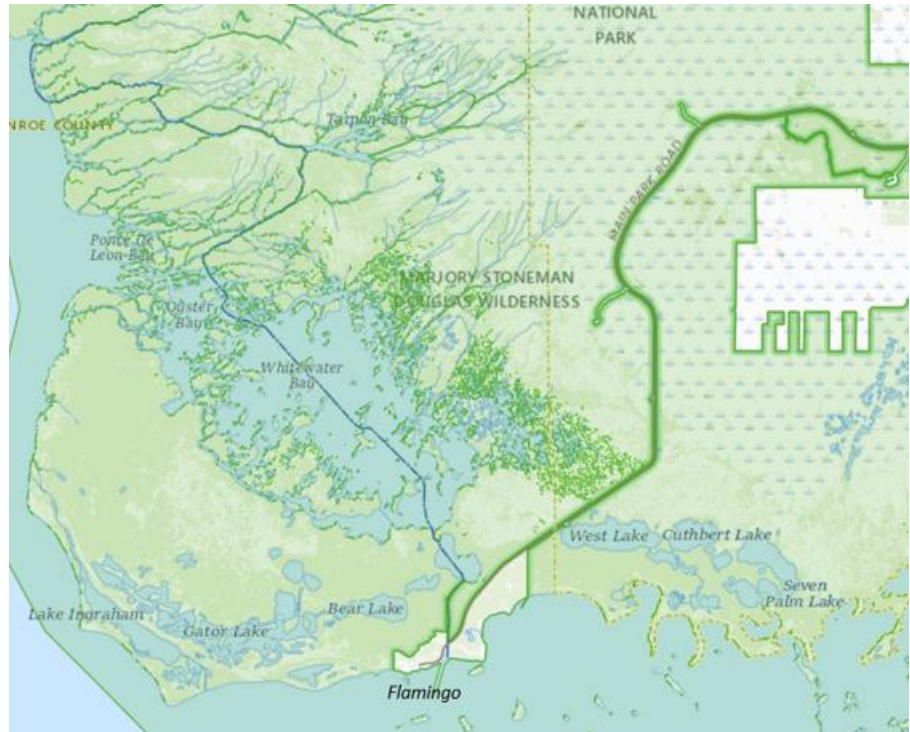 NATIONAL
PARK
Tarpon Bay
NROE COUNTY
MAIN PARK ROAD
Ponce De
Leon Bay
MARJORY STONEMAN
DOUGLAS WILDERNESS
Oyster
Bay
Whitewater
Bay
West Lake
Cuthbert Lake
Seven
Palm Lake
Bear Lake
Lake Ingraham
Gator Lake
Flamingo